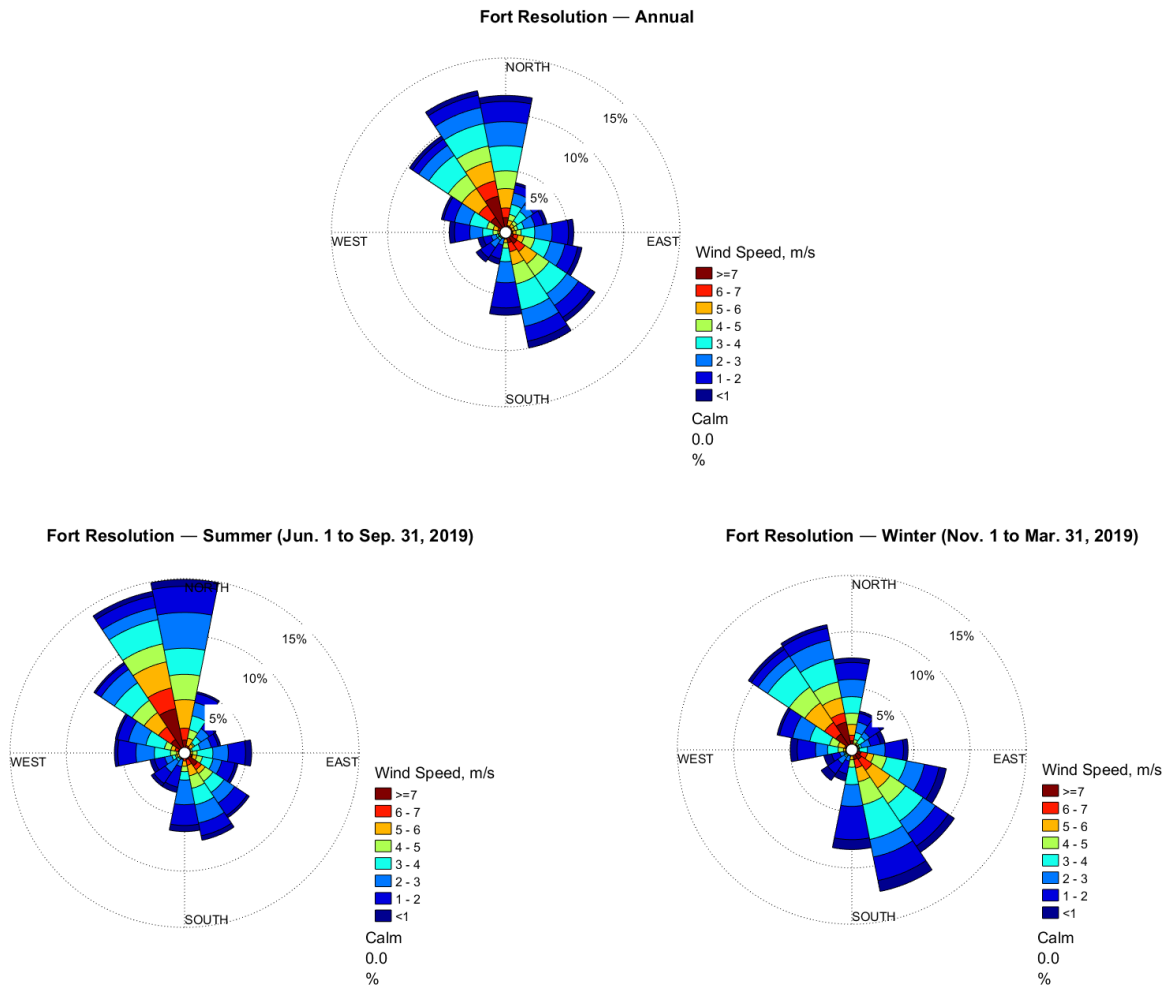 Fort Resolution — Annual
NORTH
15%
10%
5%
WEST
EAST
SOUTH
Wind Speed, m/s
>=7
6 - 7
5 - 6
4 - 5
3 - 4
2 - 3
1 - 2
<1
Calm
0.0
%
Fort Resolution — Summer (Jun. 1 to Sep. 31, 2019)
NORTH
15%
10%
5%
WEST
EAST
SOUTH
Wind Speed, m/s
>=7
6 - 7
5 - 6
4 - 5
3 - 4
2 - 3
1 - 2
<1
Calm
0.0
%
Fort Resolution — Winter (Nov. 1 to Mar. 31, 2019)
NORTH
15%
10%
5%
WEST
EAST
SOUTH
Wind Speed, m/s
>=7
6 - 7
5 - 6
4 - 5
3 - 4
2 - 3
1 - 2
<1
Calm
0.0
%